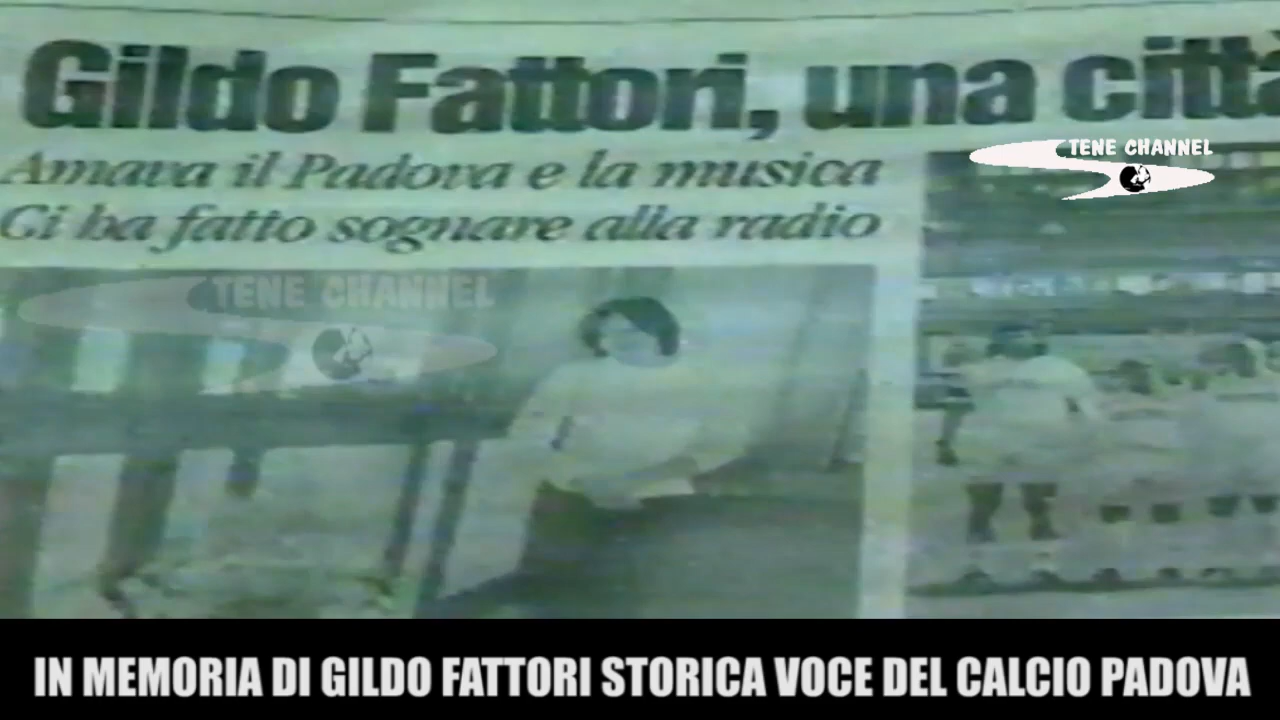 Gildo Fattori, una città
Amava il Padova e la musica
Ci ha fatto sognare alla radio
TENE CHANNEL
TENE CHANNEL
IN MEMORIA DI GILDO FATTORI STORICA VOCE DEL CALCIO PADOVA